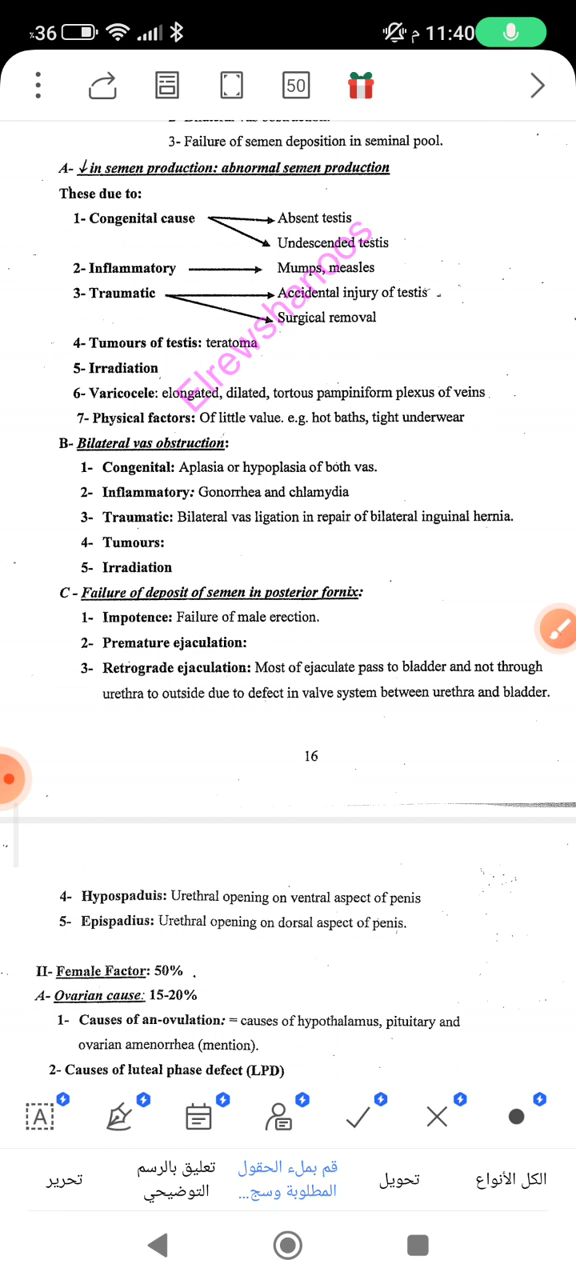 36٪
11:40 م
50
3- Failure of semen deposition in seminal pool.
A- ↓in semen production: abnormal semen production
These due to:
1- Congenital cause Absent testis
Undescended testis
2- Inflammatory Mumps, measles
3- Traumatic Accidental injury of testis
Surgical removal
4- Tumours of testis: teratoma
5- Irradiation
6- Varicocele: elongated, dilated, tortous pampiniform plexus of veins
7- Physical factors: Of little value. e.g. hot baths, tight underwear
Elrewshanoos
B- Bilateral vas obstruction:
1- Congenital: Aplasia or hypoplasia of both vas.
2- Inflammatory: Gonorrhea and chlamydia
3- Traumatic: Bilateral vas ligation in repair of bilateral inguinal hernia.
4- Tumours:
5- Irradiation
C - Failure of deposit of semen in posterior fornix:
1- Impotence: Failure of male erection.
2- Premature ejaculation:
3- Retrograde ejaculation: Most of ejaculate pass to bladder and not through
urethra to outside due to defect in valve system between urethra and bladder.
16
4- Hypospaduis: Urethral opening on ventral aspect of penis
5- Epispadius: Urethral opening on dorsal aspect of penis.
II- Female Factor: 50% .
A- Ovarian cause: 15-20%
1- Causes of an-ovulation: = causes of hypothalamus, pituitary and
ovarian amenorrhea (mention).
2- Causes of luteal phase defect (LPD)
A
الكل الأنواع
تحويل
قم بملء الحقول
المطلوبة وسج...
تعليق بالرسم
التوضيحي
تحرير